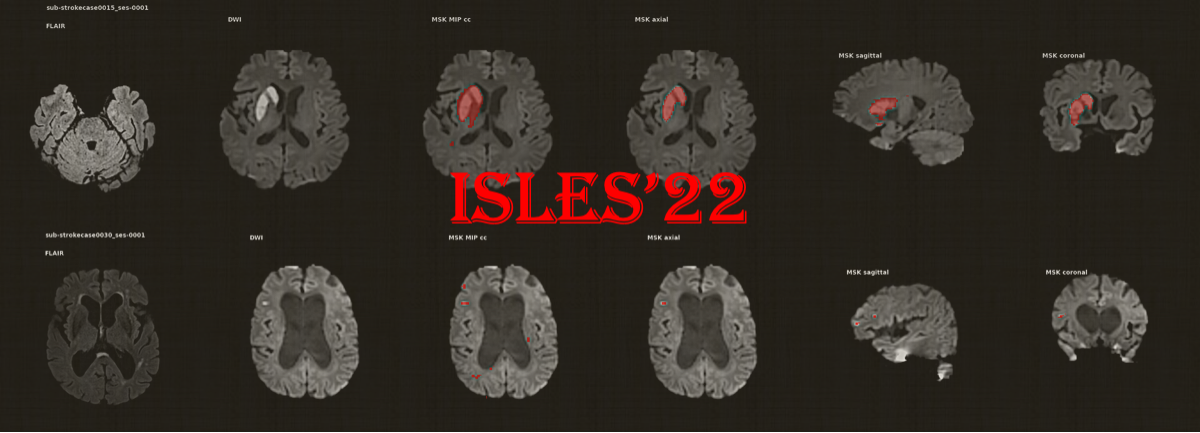 sub-strokecase0015_ses-0001
FLAIR
DWI
MSK MIP cc
MSK axial
MSK sagittal
MSK coronal
ISLES'22
sub-strokecase0030_ses-0001
FLAIR
DWI
MSK MIP cc
MSK axial
MSK sagittal
MSK coronal